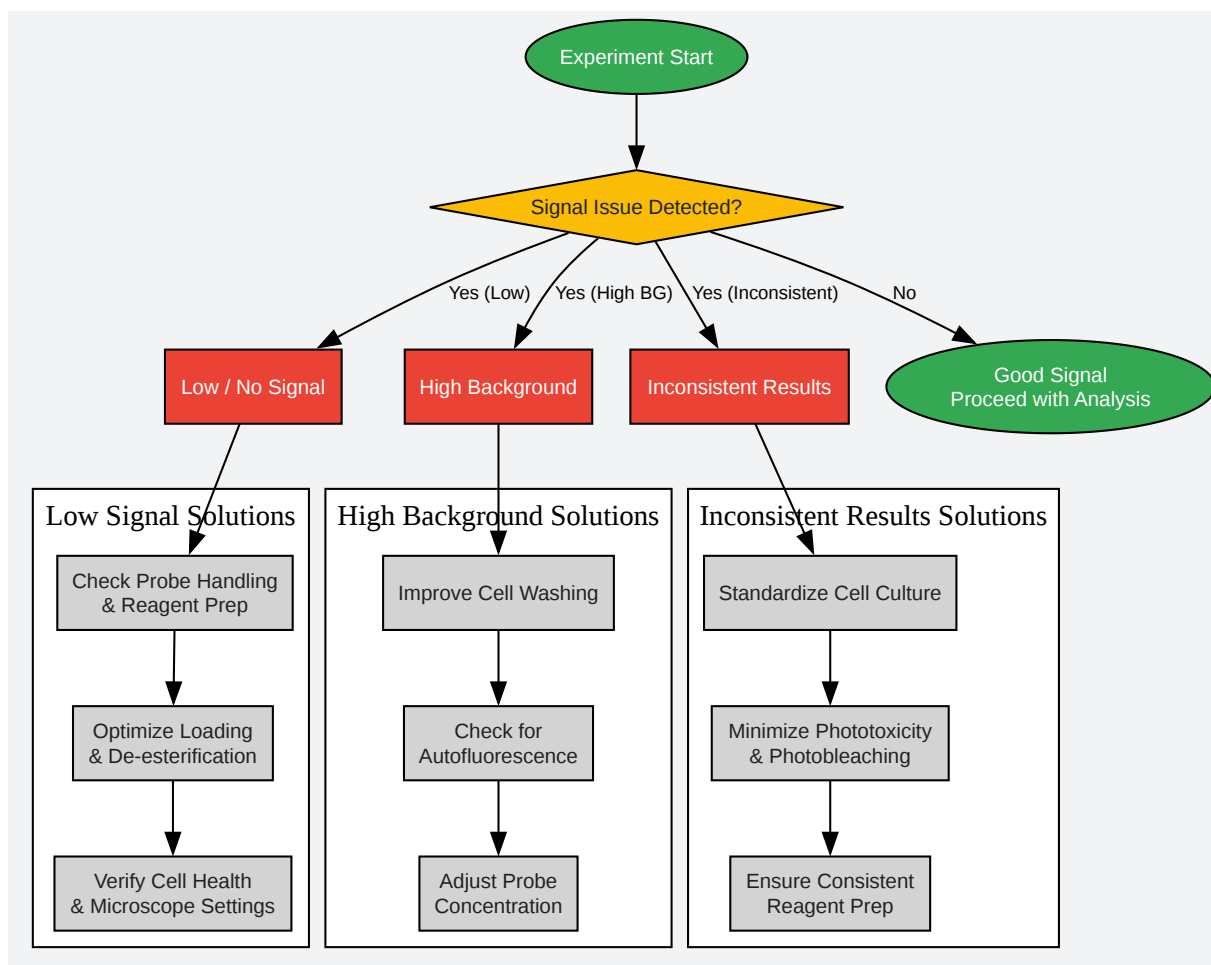 Experiment Start
Signal Issue Detected?
Yes (Low)
Yes (High BG)
Yes (Inconsistent)
No
Low / No Signal
High Background
Inconsistent Results
Good Signal
Proceed with Analysis
Low Signal Solutions
Check Probe Handling
& Reagent Prep
Optimize Loading
& De-esterification
Verify Cell Health
& Microscope Settings
High Background Solutions
Improve Cell Washing
Check for
Autofluorescence
Adjust Probe
Concentration
Inconsistent Results Solutions
Standardize Cell Culture
Minimize Phototoxicity
& Photobleaching
Ensure Consistent
Reagent Prep